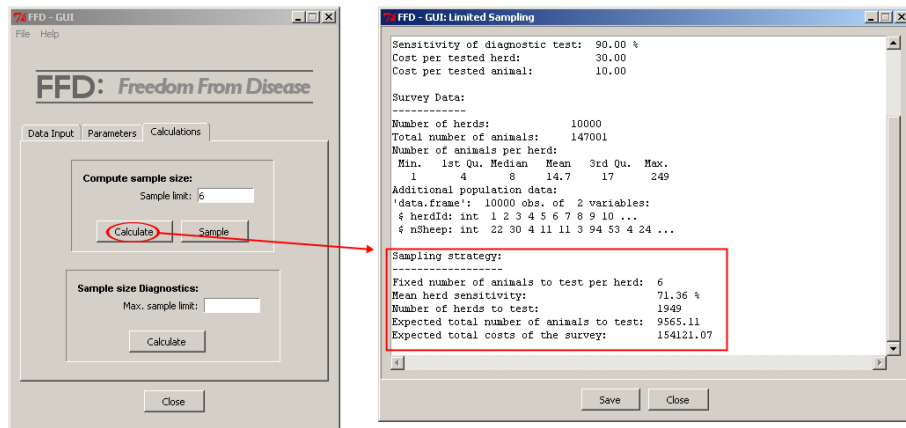 FFD - GUI
File Help
FFD: Freedom From Disease
Data Input Parameters Calculations
Compute sample size:
Sample limit: 6
Calculate Sample
Sample size Diagnostics:
Max. sample limit:
Calculate
Close
FFD - GUI: Limited Sampling
Sensitivity of diagnostic test: 90.00 %
Cost per tested herd: 30.00
Cost per tested animal: 10.00
Survey Data:
------------
Number of herds: 10000
Total number of animals: 147001
Number of animals per herd:
Min. 1st Qu. Median Mean 3rd Qu. Max.
1 4 8 14.7 17 249
Additional population data:
'data.frame': 10000 obs. of 2 variables:
$ herdId: int 1 2 3 4 5 6 7 8 9 10 ...
$ nSheep: int 22 30 4 11 11 3 94 53 4 24 ...
Sampling strategy:
------------------
Fixed number of animals to test per herd: 6
Mean herd sensitivity: 71.36 %
Number of herds to test: 1949
Expected total number of animals to test: 9565.11
Expected total costs of the survey: 154121.07
Save Close